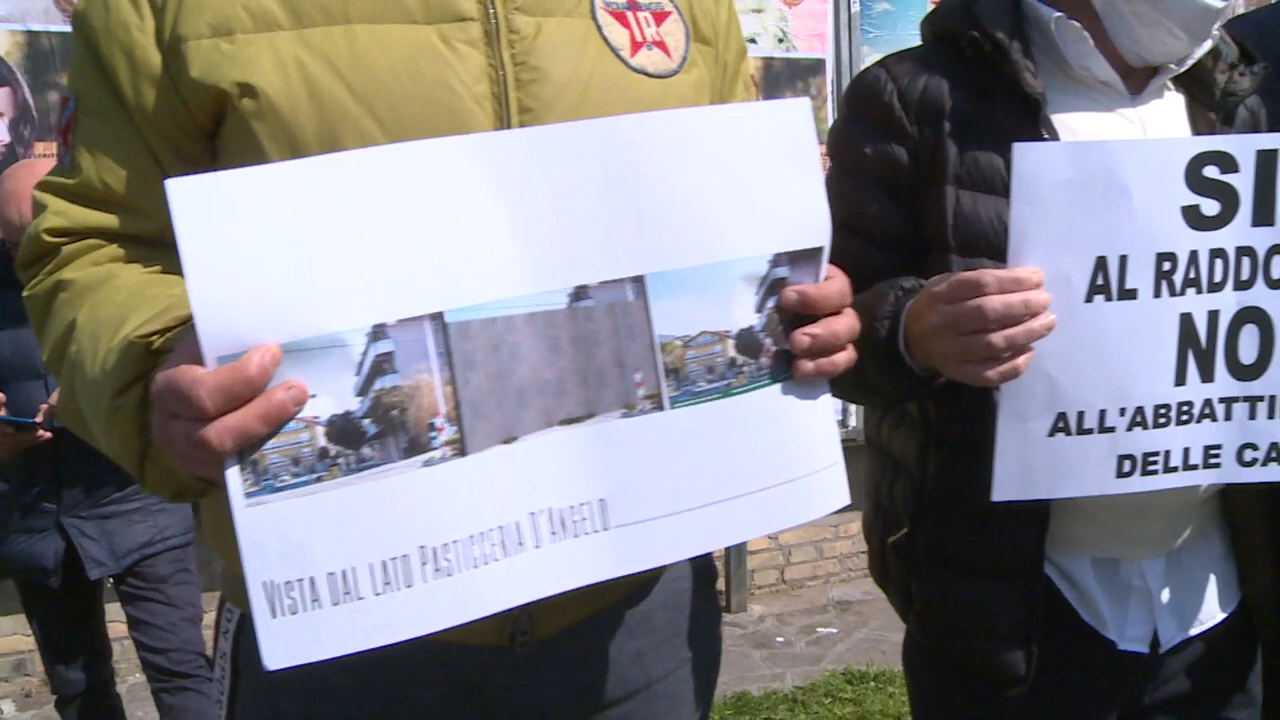 TR
VISTA DAL LATO PASTICCERIA D'ANGELO
SI
AL RADDO
NO
ALL'ABBATTI
DELLE CA